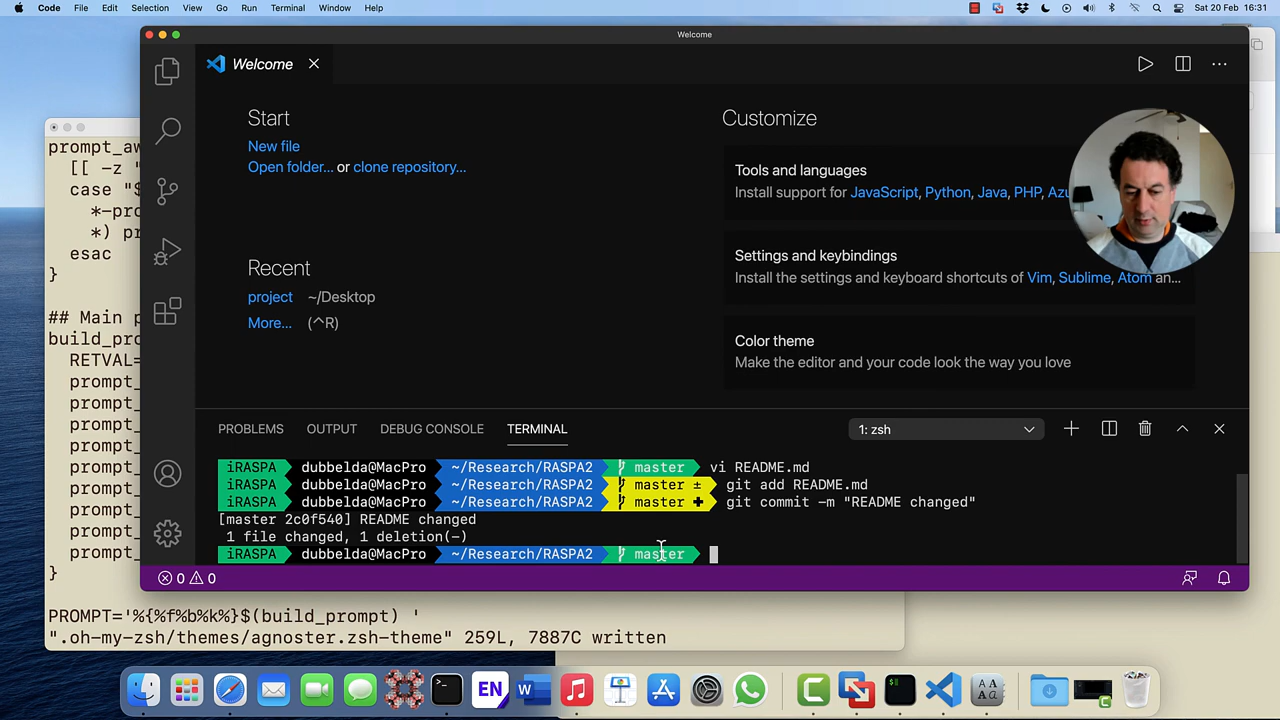 Code File Edit Selection View Go Run Terminal Window Help Sat 20 Feb 16:31
Welcome
Welcome
Start
New file
Open folder... or clone repository...
Recent
project ~/Desktop
More... (^R)
Customize
Tools and languages
Install support for JavaScript, Python, Java, PHP, Azu
Settings and keybindings
Install the settings and keyboard shortcuts of Vim, Sublime, Atom an...
Color theme
Make the editor and your code look the way you love
PROBLEMS OUTPUT DEBUG CONSOLE TERMINAL 1: zsh
iRASPA dubbelda@MacPro ~/Research/RASPA2 master vi README.md
iRASPA dubbelda@MacPro ~/Research/RASPA2 master ± git add README.md
iRASPA dubbelda@MacPro ~/Research/RASPA2 master ✚ git commit -m "README changed"
[master 2c0f540] README changed
1 file changed, 1 deletion(-)
iRASPA dubbelda@MacPro ~/Research/RASPA2 master
0 0
prompt_aw
[[ -z "
case "$
*-pro
*) pr
esac
}
## Main p
build_pro
RETVAL=
prompt_
prompt_
prompt_
prompt_
prompt_
prompt_
prompt_
prompt_
prompt_
}
PROMPT='%{%f%b%k%}$(build_prompt) '
".oh-my-zsh/themes/agnoster.zsh-theme" 259L, 7887C written
EN
W